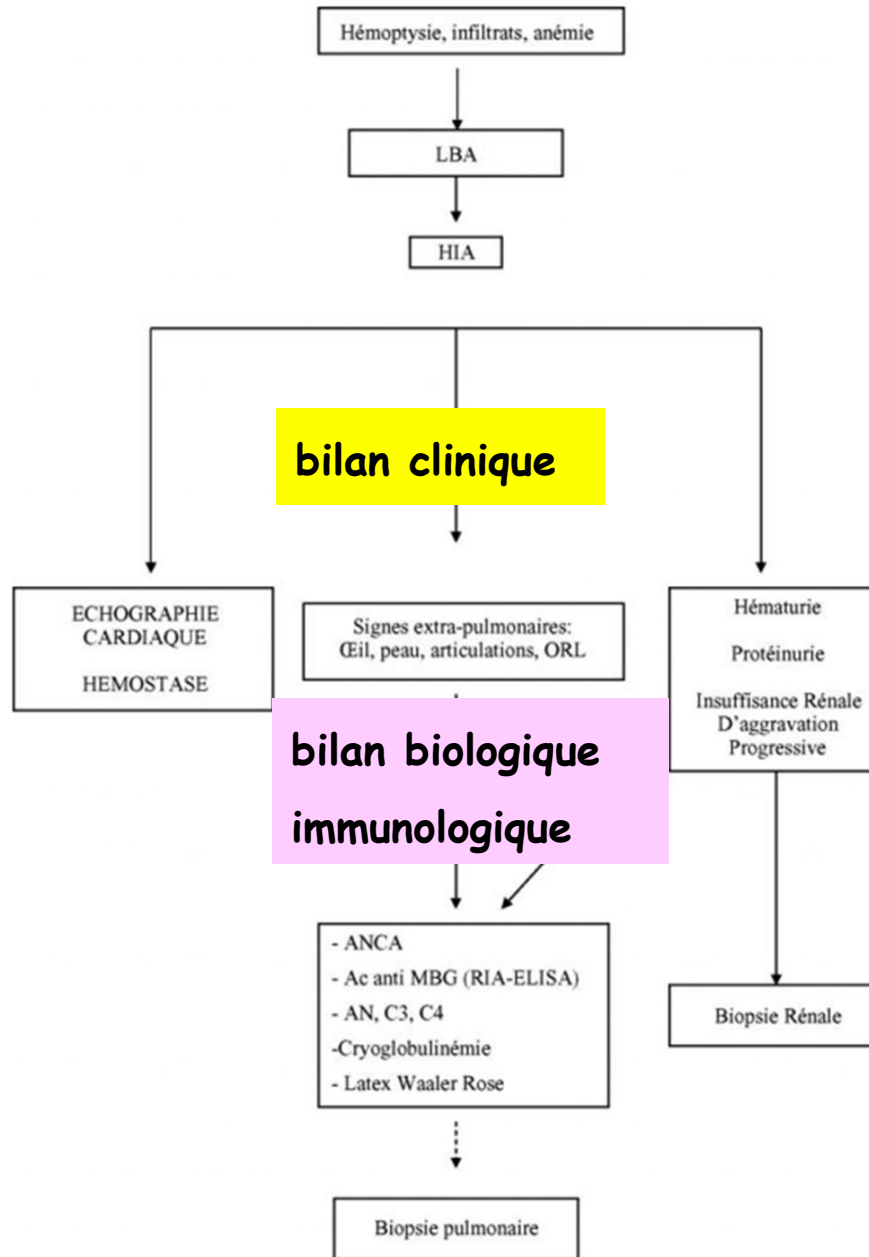 Hémoptysie, infiltrats, anémie
LBA
HIA
bilan clinique
ECHOGRAPHIE
CARDIAQUE
HEMOSTASE
Signes extra-pulmonaires:
Œil, peau, articulations, ORL
Hématurie
Protéinurie
Insuffisance Rénale
D'aggravation
Progressive
bilan biologique
immunologique
- ANCA
- Ac anti MBG (RIA-ELISA)
- AN, C3, C4
-Cryoglobulinémie
- Latex Waaler Rose
Biopsie Rénale
Biopsie pulmonaire